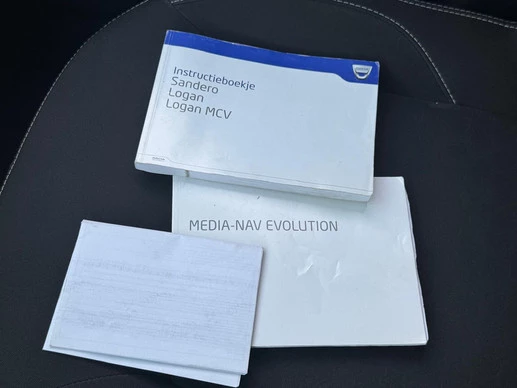 Instructieboekje
Sandero
Logan
Logan MCV
MEDIA-NAV EVOLUTION